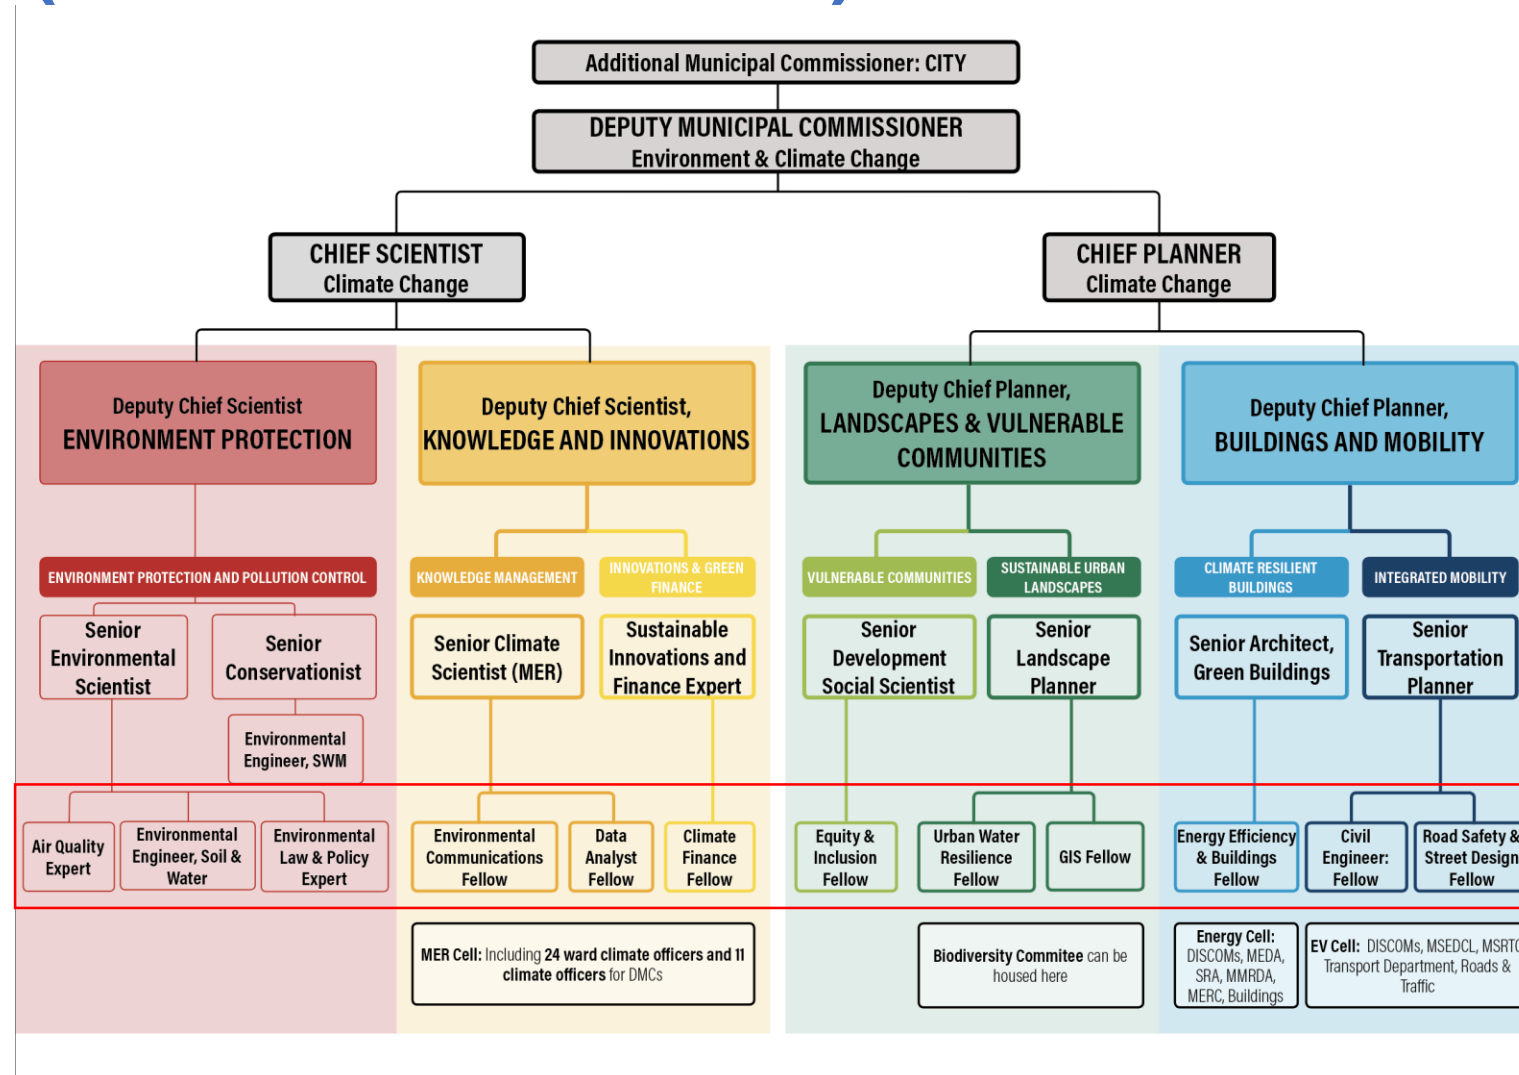 Additional Municipal Commissioner: CITY
DEPUTY MUNICIPAL COMMISSIONER
Environment & Climate Change
CHIEF SCIENTIST
Climate Change
CHIEF PLANNER
Climate Change
Deputy Chief Scientist
ENVIRONMENT PROTECTION
Deputy Chief Scientist,
KNOWLEDGE AND INNOVATIONS
Deputy Chief Planner,
LANDSCAPES & VULNERABLE
COMMUNITIES
Deputy Chief Planner,
BUILDINGS AND MOBILITY
ENVIRONMENT PROTECTION AND POLLUTION CONTROL
KNOWLEDGE MANAGEMENT
INNOVATIONS & GREEN
FINANCE
VULNERABLE COMMUNITIES
SUSTAINABLE URBAN
LANDSCAPES
CLIMATE RESILIENT
BUILDINGS
INTEGRATED MOBILITY
Senior
Environmental
Scientist
Senior
Conservationist
Senior Climate
Scientist (MER)
Sustainable
Innovations and
Finance Expert
Senior
Development
Social Scientist
Senior
Landscape
Planner
Senior Architect,
Green Buildings
Senior
Transportation
Planner
Environmental
Engineer, SWM
Air Quality
Expert
Environmental
Engineer, Soil &
Water
Environmental
Law & Policy
Expert
Environmental
Communications
Fellow
Data
Analyst
Fellow
Climate
Finance
Fellow
Equity &
Inclusion
Fellow
Urban Water
Resilience
Fellow
GIS Fellow
Energy Efficiency
& Buildings
Fellow
Civil
Engineer:
Fellow
Road Safety &
Street Design
Fellow
MER Cell: Including 24 ward climate officers and 11
climate officers for DMCs
Biodiversity Commitee can be
housed here
Energy Cell:
DISCOMs, MEDA,
SRA, MMRDA,
MERC, Buildings
EV Cell: DISCOMs, MSEDCL, MSRTC
Transport Department, Roads &
Traffic